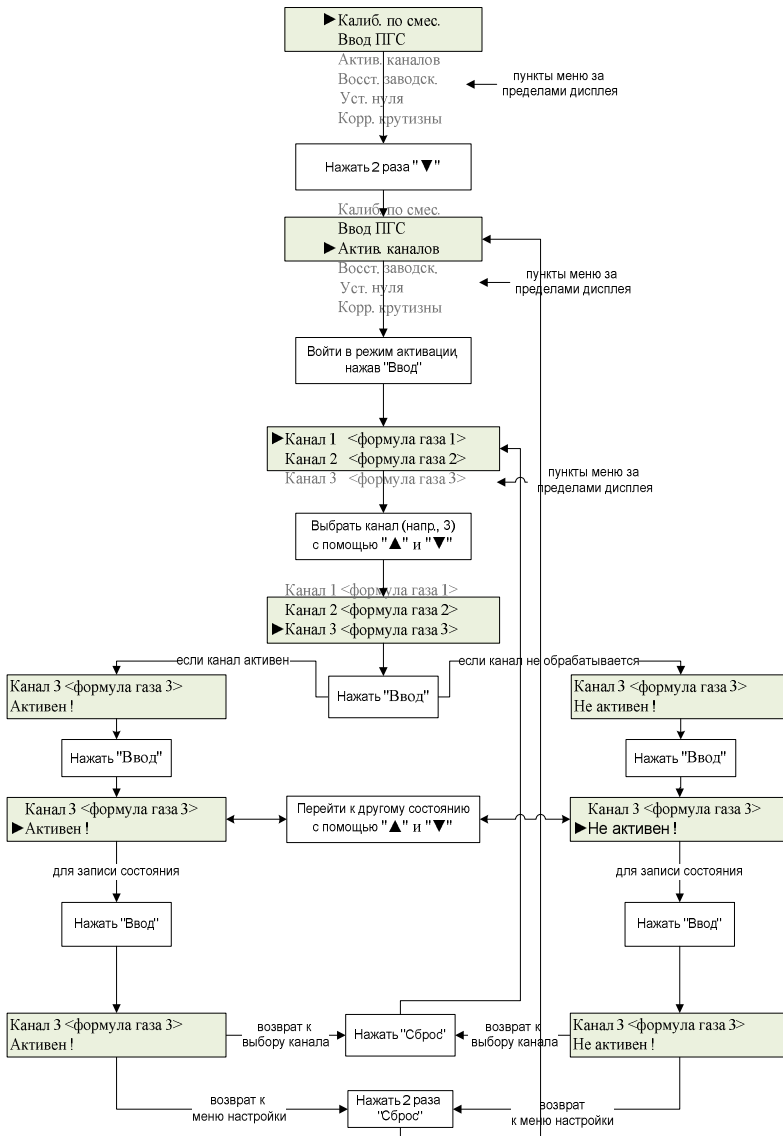 ▶Калиб. по смес.
Ввод ПГС
Актив. каналов
Восст. заводск.
Уст. нуля
Корр. крутизны
пункты меню за
пределами дисплея
Нажать 2 раза "▼"
Калиб. по смес.
Ввод ПГС
▶Актив. каналов
Восст. заводск.
Уст. нуля
Корр. крутизны
пункты меню за
пределами дисплея
Войти в режим активации,
нажав "Ввод"
▶Канал 1 <формула газа 1>
Канал 2 <формула газа 2>
Канал 3 <формула газа 3>
пункты меню за
пределами дисплея
Выбрать канал (напр., 3)
с помощью "▲" и "▼"
Канал 1 <формула газа 1>
Канал 2 <формула газа 2>
▶Канал 3 <формула газа 3>
если канал активен
если канал не обрабатывается
Нажать "Ввод"
Канал 3 <формула газа 3>
Активен !
Канал 3 <формула газа 3>
Не активен !
Нажать "Ввод"
Нажать "Ввод"
Канал 3 <формула газа 3>
▶Активен !
Перейти к другому состоянию
с помощью "▲" и "▼"
Канал 3 <формула газа 3>
▶Не активен !
для записи состояния
для записи состояния
Нажать "Ввод"
Нажать "Ввод"
Канал 3 <формула газа 3>
Активен !
возврат к
выбору канала
Нажать "Сброс"
возврат к
выбору канала
Канал 3 <формула газа 3>
Не активен !
возврат к
меню настройки
Нажать 2 раза
"Сброс"
возврат
к меню настройки